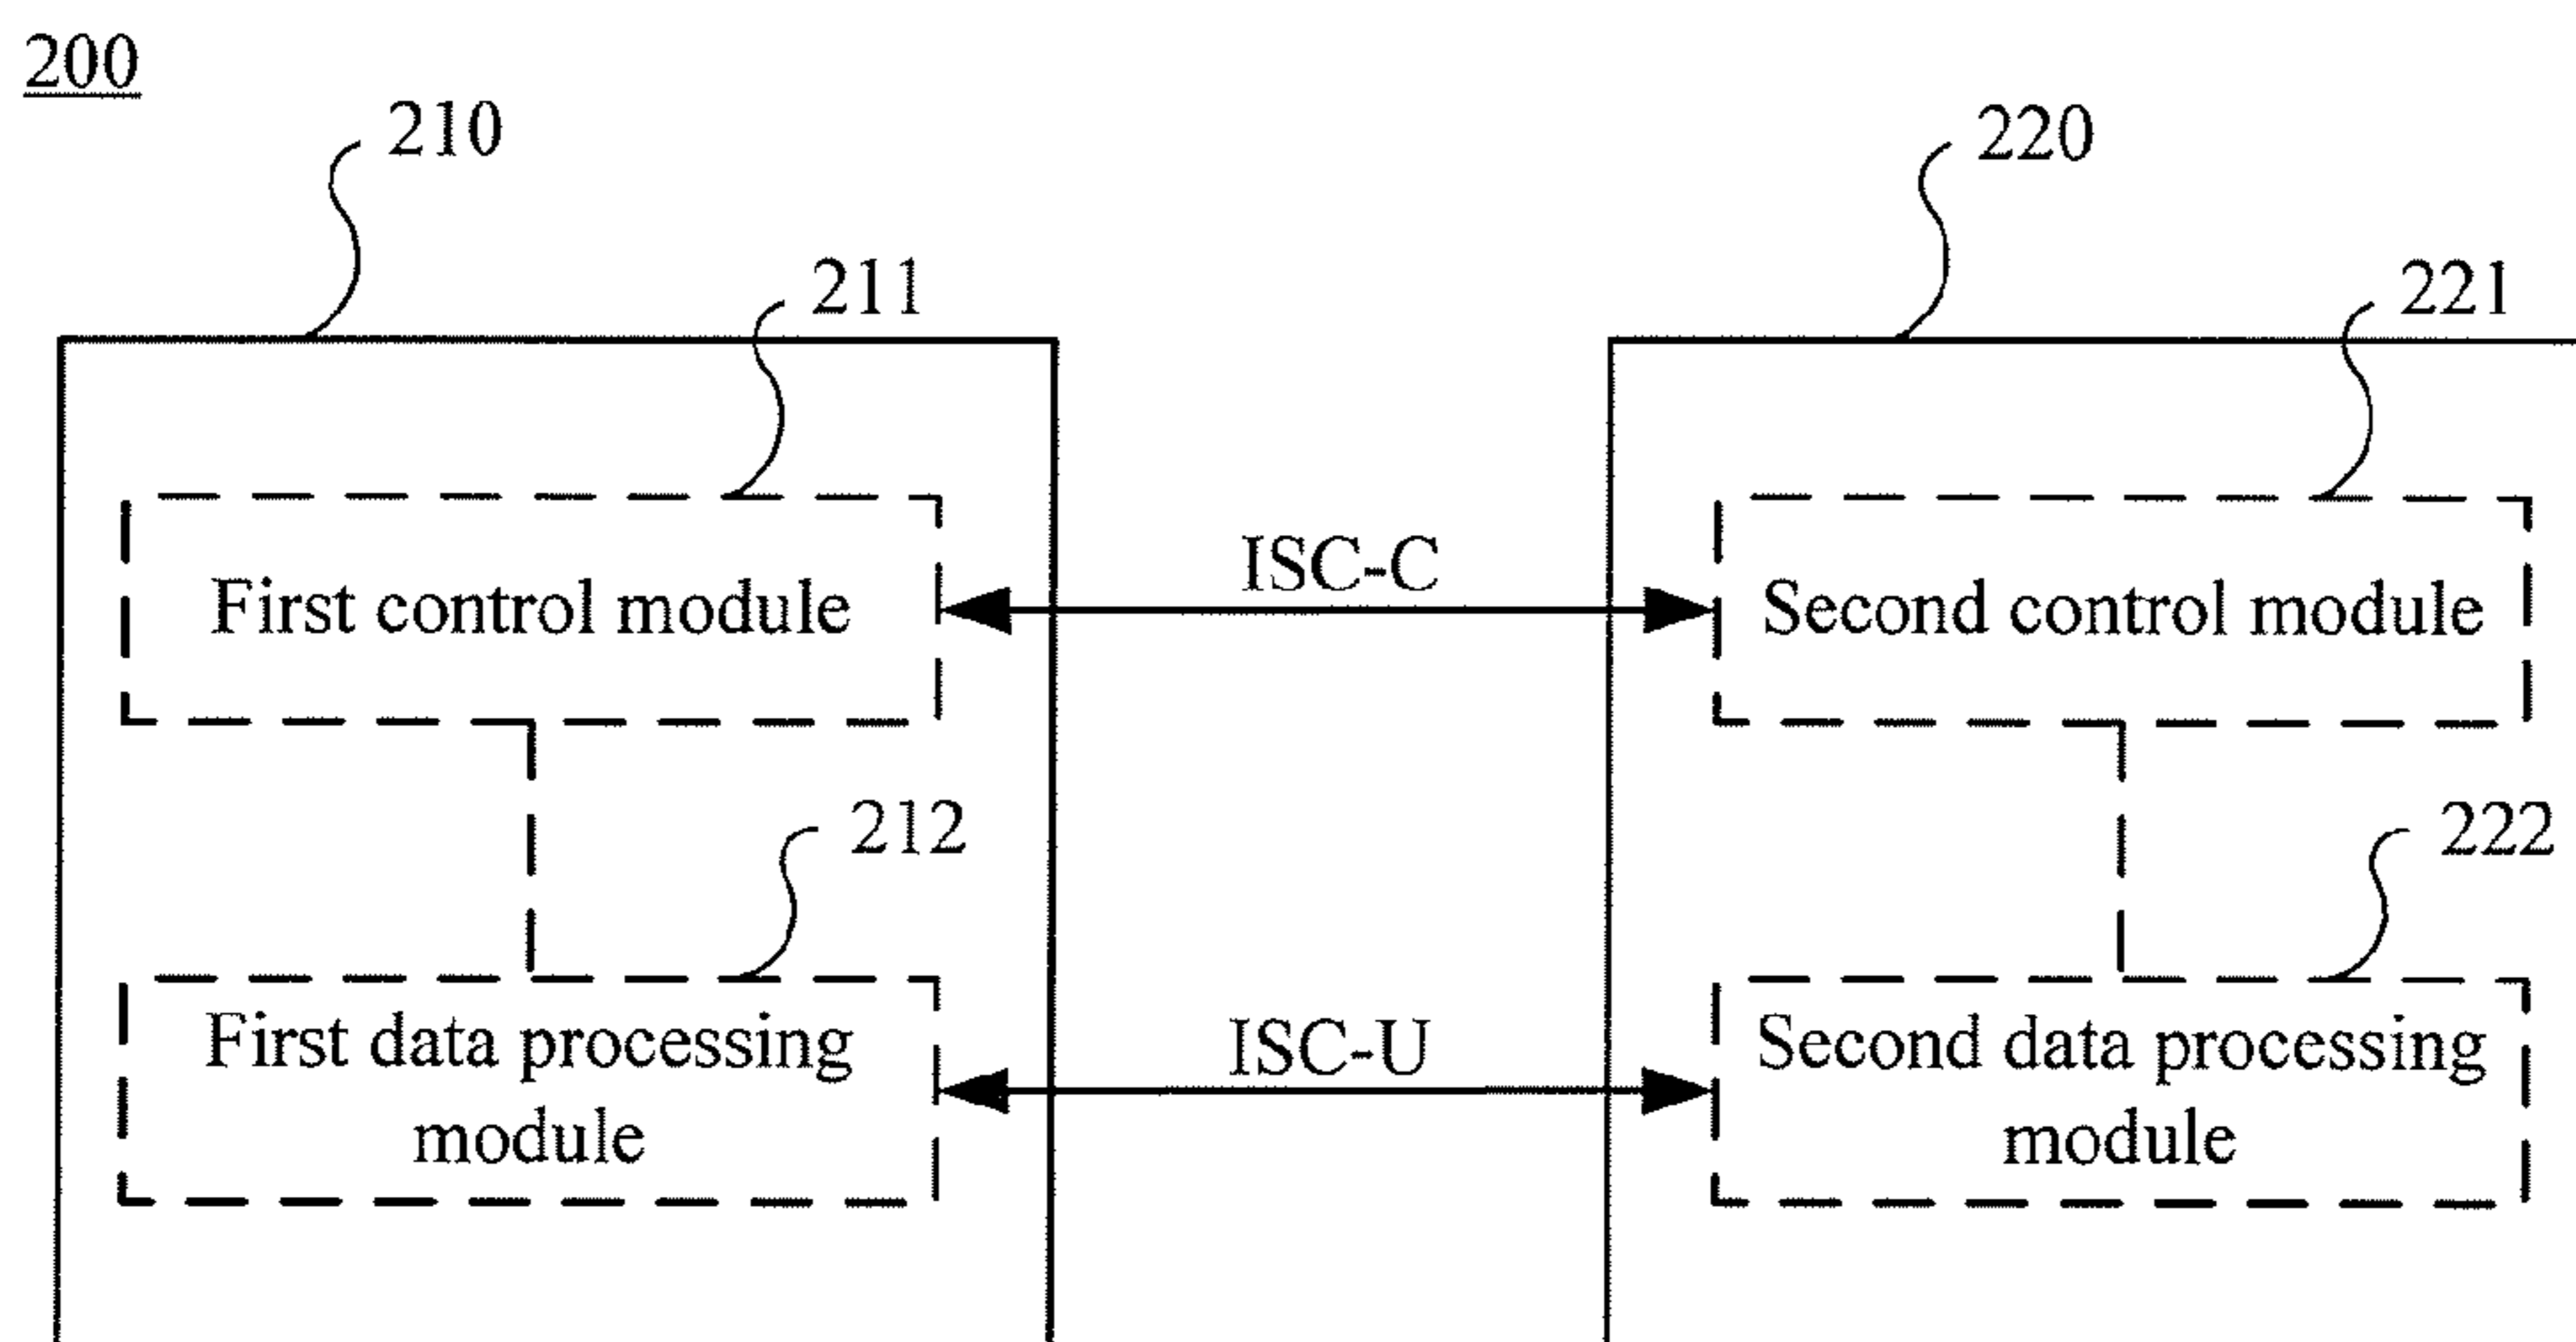 200
210
220
211
221
ISC-C
First control module
Second control module
212
222
First data processing
module
ISC-U
Second data processing
module